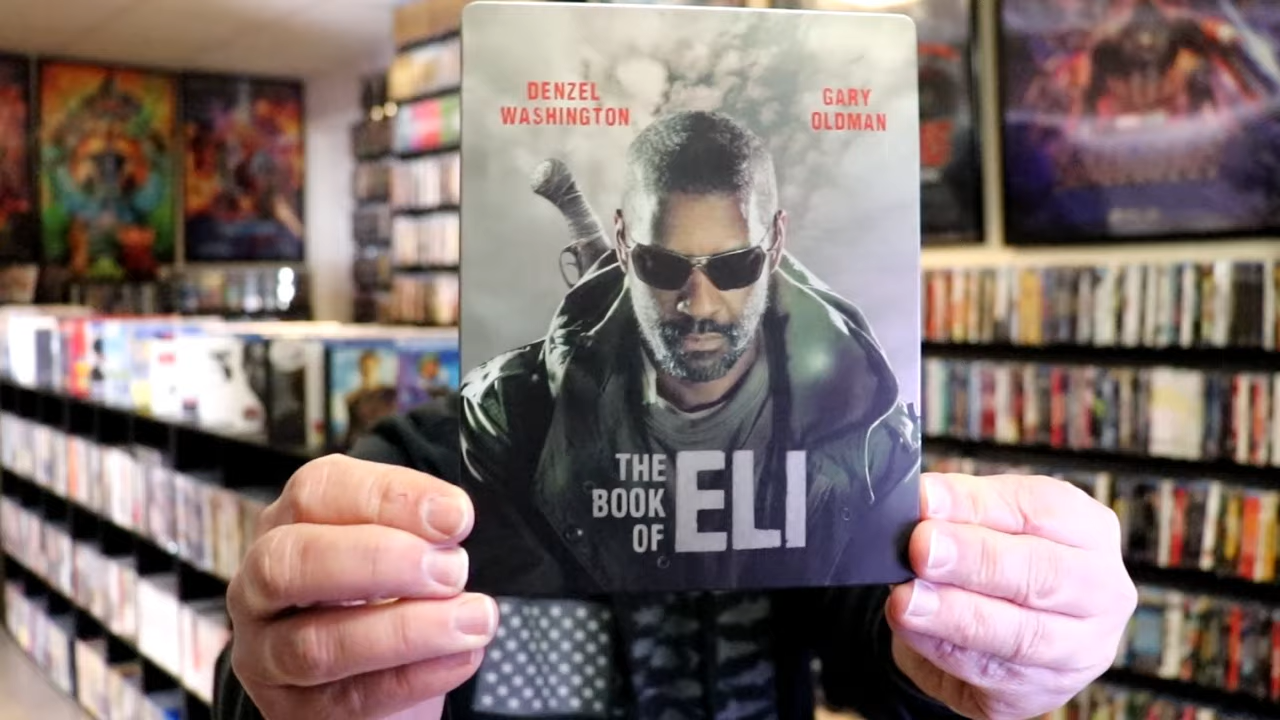 DENZEL
WASHINGTON
GARY
OLDMAN
THE
BOOK
OF
ELI